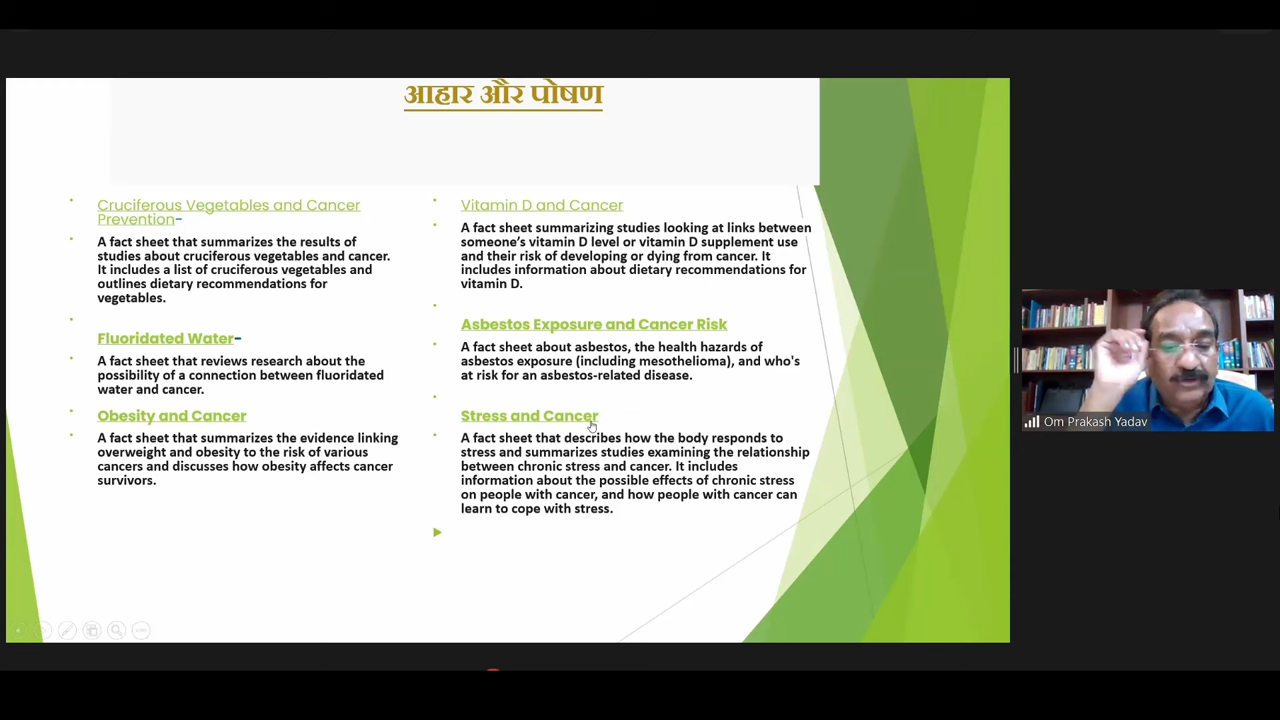 आहार और पोषण
Cruciferous Vegetables and Cancer
Prevention-
A fact sheet that summarizes the results of
studies about cruciferous vegetables and cancer.
It includes a list of cruciferous vegetables and
outlines dietary recommendations for
vegetables.
Fluoridated Water-
A fact sheet that reviews research about the
possibility of a connection between fluoridated
water and cancer.
Obesity and Cancer
A fact sheet that summarizes the evidence linking
overweight and obesity to the risk of various
cancers and discusses how obesity affects cancer
survivors.
Vitamin D and Cancer
A fact sheet summarizing studies looking at links between
someone's vitamin D level or vitamin D supplement use
and their risk of developing or dying from cancer. It
includes information about dietary recommendations for
vitamin D.
Asbestos Exposure and Cancer Risk
A fact sheet about asbestos, the health hazards of
asbestos exposure (including mesothelioma), and who's
at risk for an asbestos-related disease.
Stress and Cancer
A fact sheet that describes how the body responds to
stress and summarizes studies examining the relationship
between chronic stress and cancer. It includes
information about the possible effects of chronic stress
on people with cancer, and how people with cancer can
learn to cope with stress.
Om Prakash Yadav